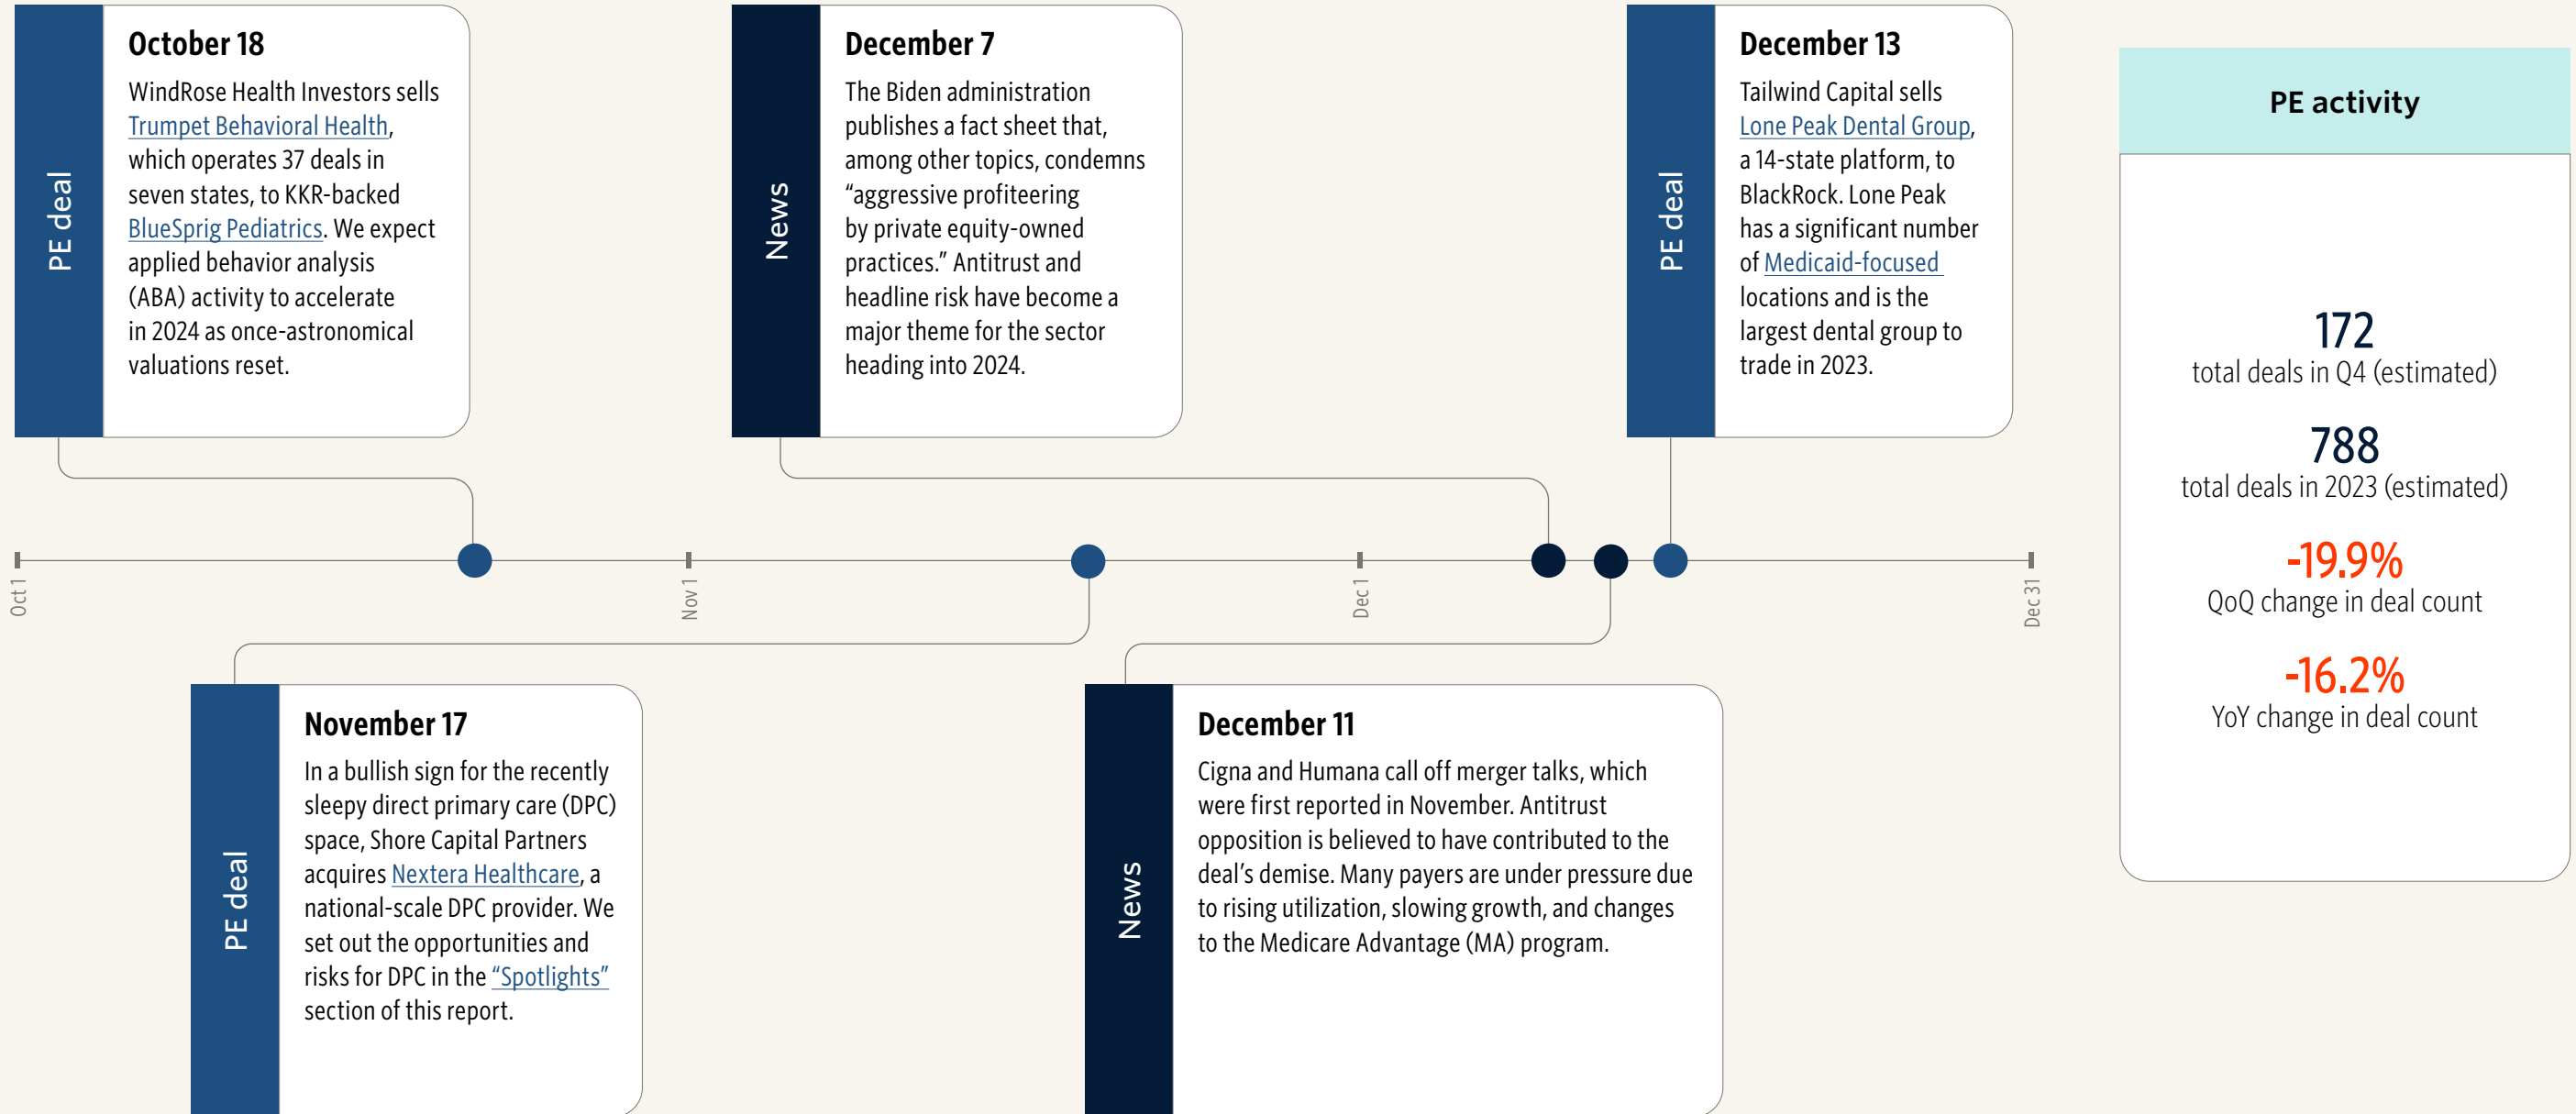 PE deal
October 18
WindRose Health Investors sells
Trumpet Behavioral Health,
which operates 37 deals in
seven states, to KKR-backed
BlueSprig Pediatrics. We expect
applied behavior analysis
(ABA) activity to accelerate
in 2024 as once-astronomical
valuations reset.
News
December 7
The Biden administration
publishes a fact sheet that,
among other topics, condemns
“aggressive profiteering
by private equity-owned
practices.” Antitrust and
headline risk have become a
major theme for the sector
heading into 2024.
PE deal
December 13
Tailwind Capital sells
Lone Peak Dental Group,
a 14-state platform, to
BlackRock. Lone Peak
has a significant number
of Medicaid-focused
locations and is the
largest dental group to
trade in 2023.
Oct 1
Nov 1
Dec 1
Dec 31
PE deal
November 17
In a bullish sign for the recently
sleepy direct primary care (DPC)
space, Shore Capital Partners
acquires Nextera Healthcare, a
national-scale DPC provider. We
set out the opportunities and
risks for DPC in the “Spotlights”
section of this report.
News
December 11
Cigna and Humana call off merger talks, which
were first reported in November. Antitrust
opposition is believed to have contributed to the
deal’s demise. Many payers are under pressure due
to rising utilization, slowing growth, and changes
to the Medicare Advantage (MA) program.
PE activity
172
total deals in Q4 (estimated)
788
total deals in 2023 (estimated)
-19.9%
QoQ change in deal count
-16.2%
YoY change in deal count